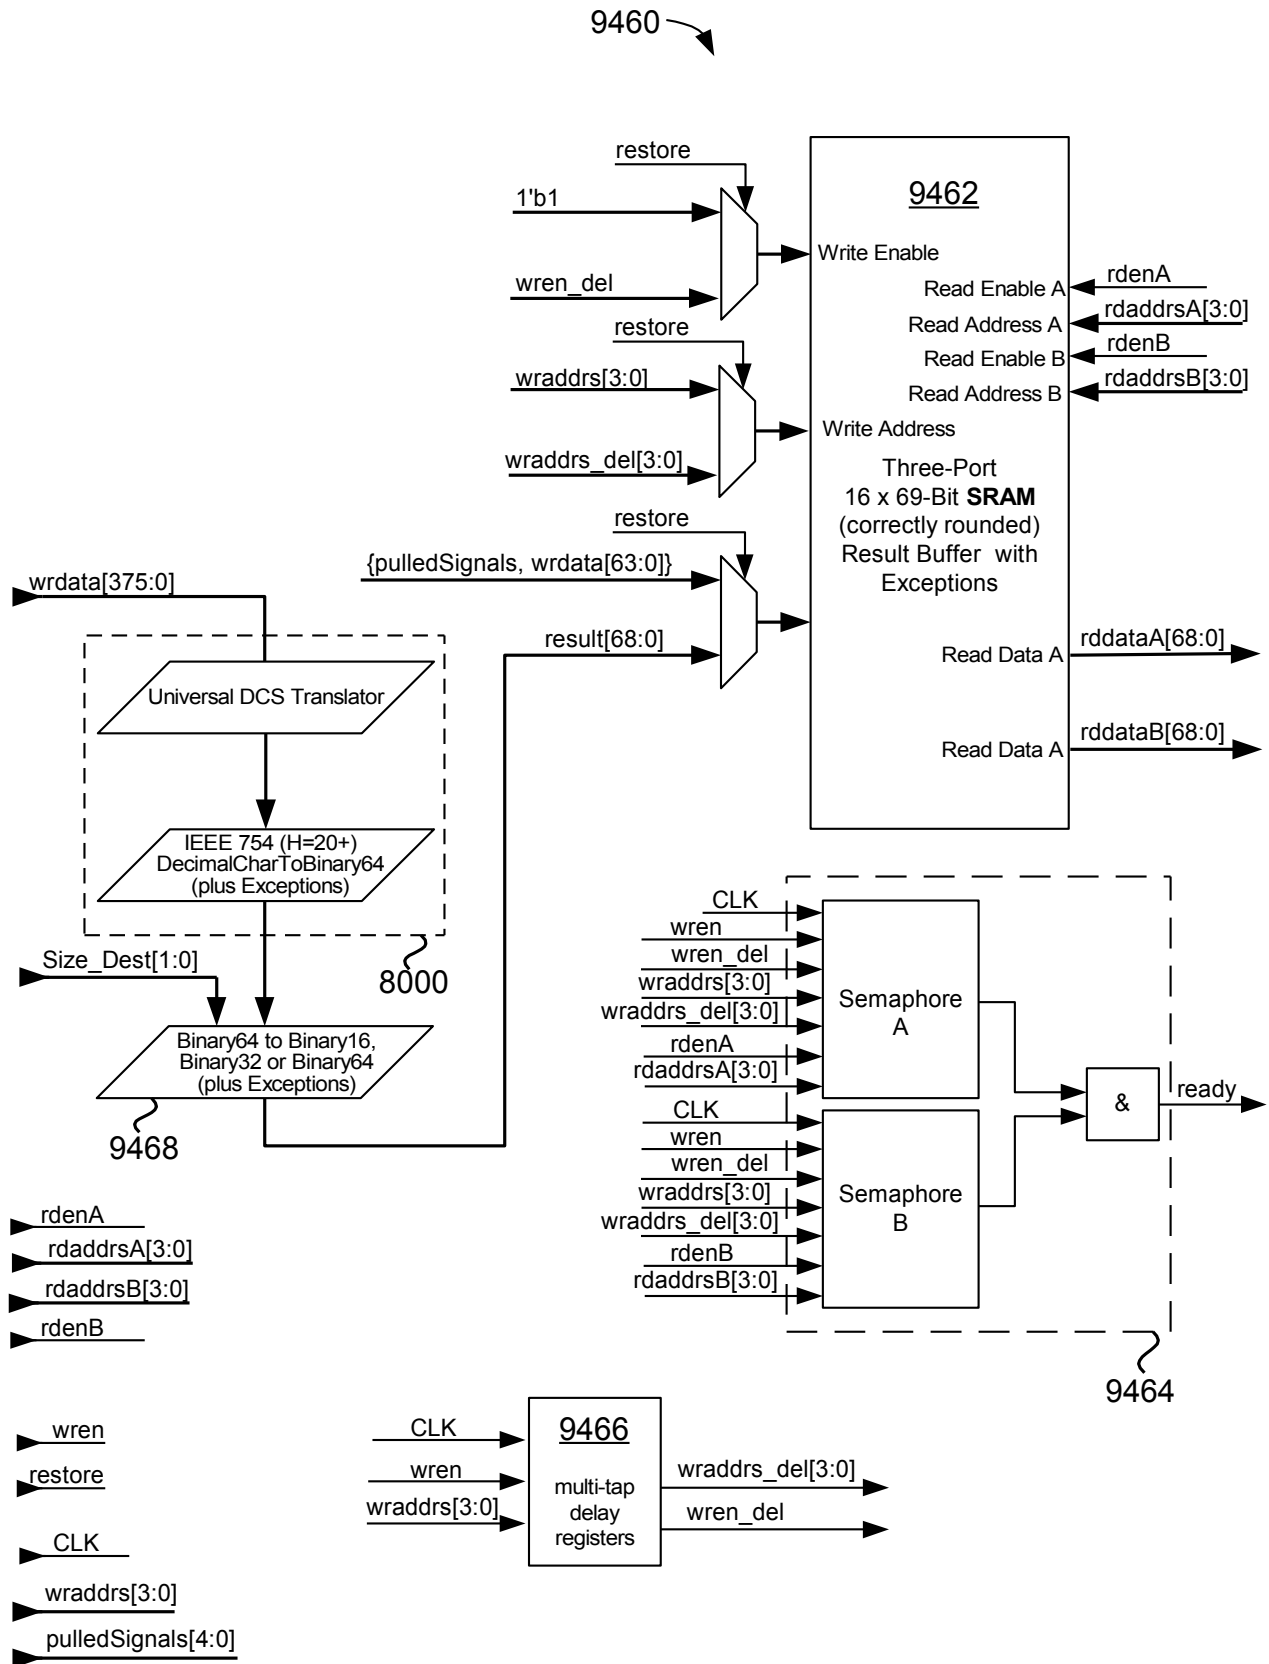 9460
restore
1'b1
wren_del
restore
wraddrs[3:0]
wraddrs_del[3:0]
restore
{pulledSignals, wrdata[63:0]}
result[68:0]
9462
Write Enable
Read Enable A
Read Address A
Read Enable B
Read Address B
Write Address
Three-Port
16 x 69-Bit SRAM
(correctly rounded)
Result Buffer with
Exceptions
Read Data A
Read Data A
rdenA
rdaddrsA[3:0]
rdenB
rdaddrsB[3:0]
rddataA[68:0]
rddataB[68:0]
wrdata[375:0]
Universal DCS Translator
IEEE 754 (H=20+)
DecimalCharToBinary64
(plus Exceptions)
8000
Size_Dest[1:0]
Binary64 to Binary16,
Binary32 or Binary64
(plus Exceptions)
9468
CLK
wren
wren_del
wraddrs[3:0]
wraddrs_del[3:0]
rdenA
rdaddrsA[3:0]
Semaphore
A
CLK
wren
wren_del
wraddrs[3:0]
wraddrs_del[3:0]
rdenB
rdaddrsB[3:0]
Semaphore
B
&
ready
9464
rdenA
rdaddrsA[3:0]
rdaddrsB[3:0]
rdenB
wren
restore
CLK
wraddrs[3:0]
pulledSignals[4:0]
CLK
wren
wraddrs[3:0]
9466
multi-tap
delay
registers
wraddrs_del[3:0]
wren_del